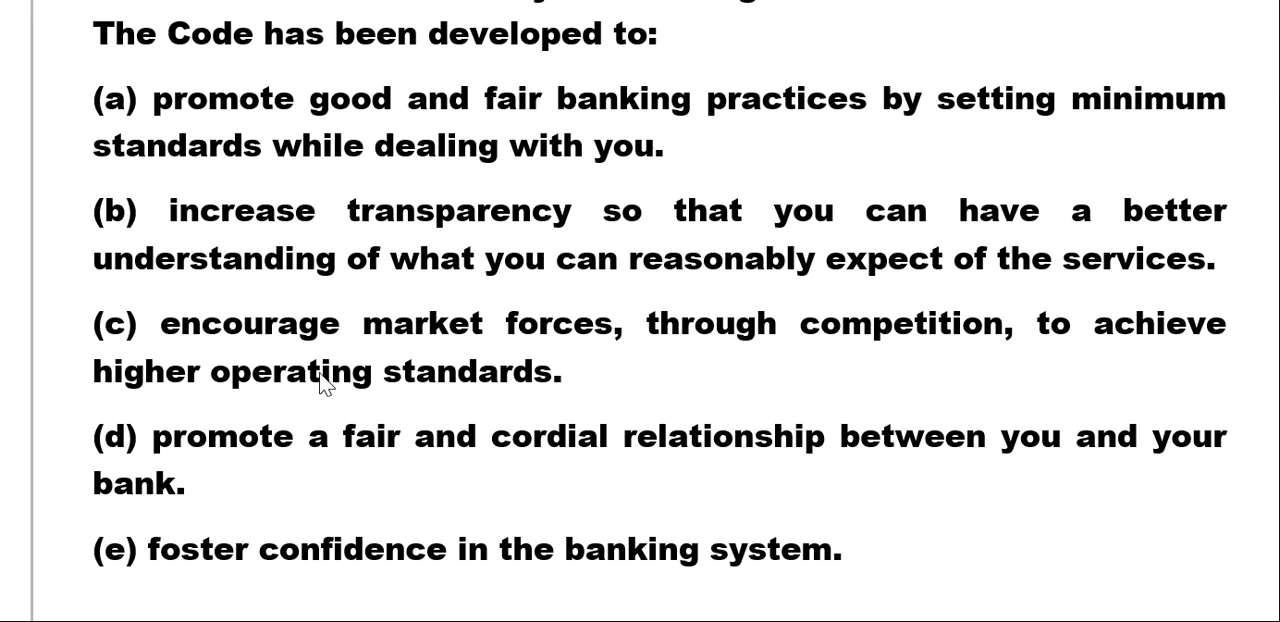 The Code has been developed to:
(a) promote good and fair banking practices by setting minimum
standards while dealing with you.
(b) increase transparency so that you can have a better
understanding of what you can reasonably expect of the services.
(c) encourage market forces, through competition, to achieve
higher operating standards.
(d) promote a fair and cordial relationship between you and your
bank.
(e) foster confidence in the banking system.